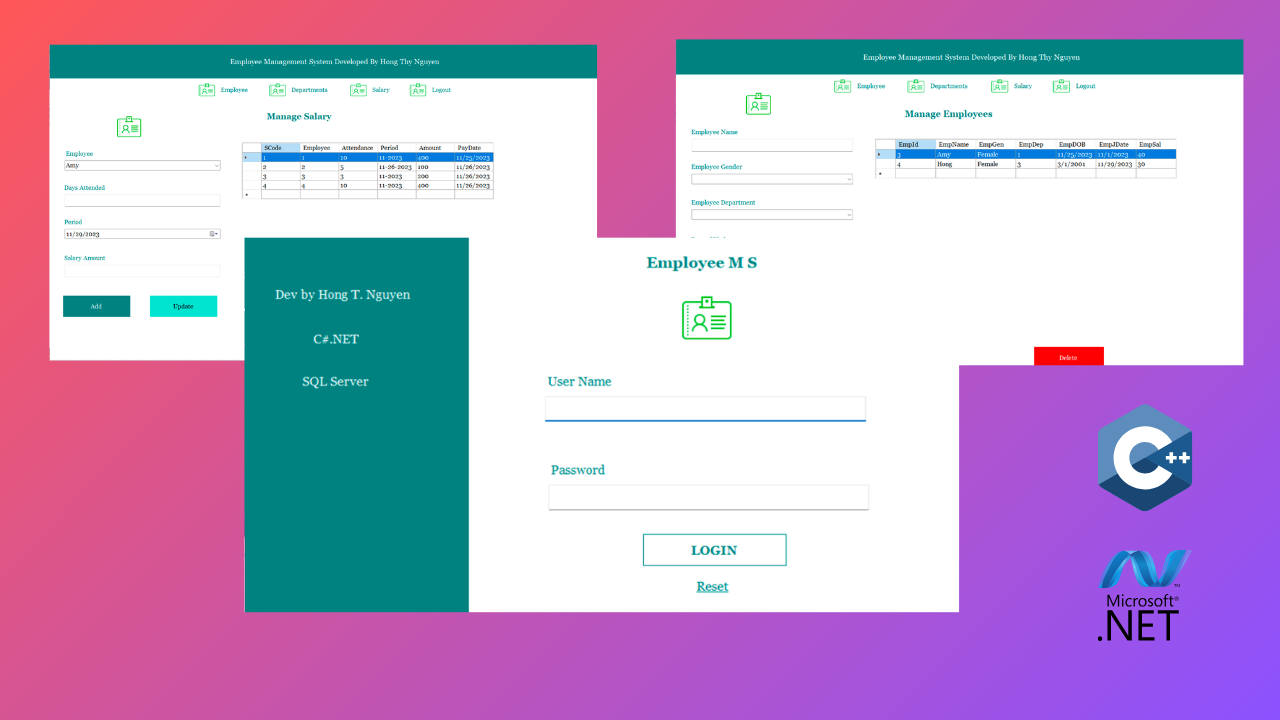 Employee Management System Developed By Hong Thy Nguyen
Employee Departments Salary Logout
Manage Salary
Employee
Amy
Days Attended
Period
11/29/2023
Salary Amount
Add Update
SCode Employee Attendance Period Amount PayDate
1 1 10 11-2023 400 11/25/2023
2 2 5 11-26-2023 100 11/26/2023
3 3 3 11-2023 200 11/26/2023
4 4 10 11-2023 400 11/26/2023
Employee Management System Developed By Hong Thy Nguyen
Employee Departments Salary Logout
Manage Employees
Employee Name
Employee Gender
Employee Department
EmpId EmpName EmpGen EmpDep EmpDOB EmpJDate EmpSal
3 Amy Female 1 11/25/2023 11/1/2023 40
4 Hong Female 3 3/1/2001 11/29/2023 30
Delete
Dev by Hong T. Nguyen
C#.NET
SQL Server
Employee M S
User Name
Password
LOGIN
Reset
C++
Microsoft®
.NET